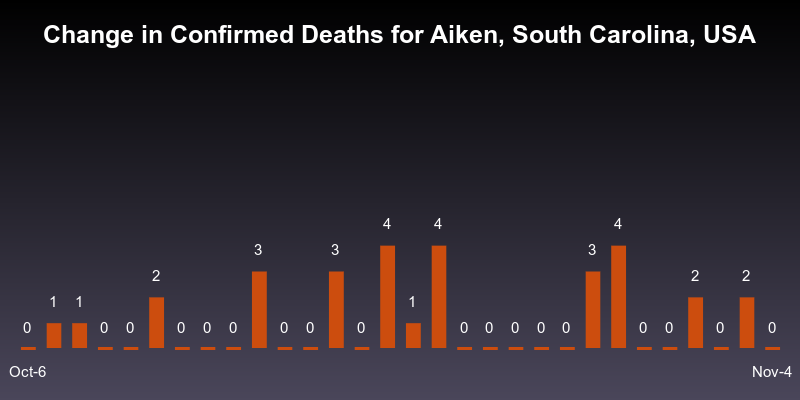 Change in Confirmed Deaths for Aiken, South Carolina, USA
0 1 1 0 0 2 0 0 0 3 0 0 3 0 4 1 4 0 0 0 0 0 3 4 0 0 2 0 2 0
Oct-6 Nov-4